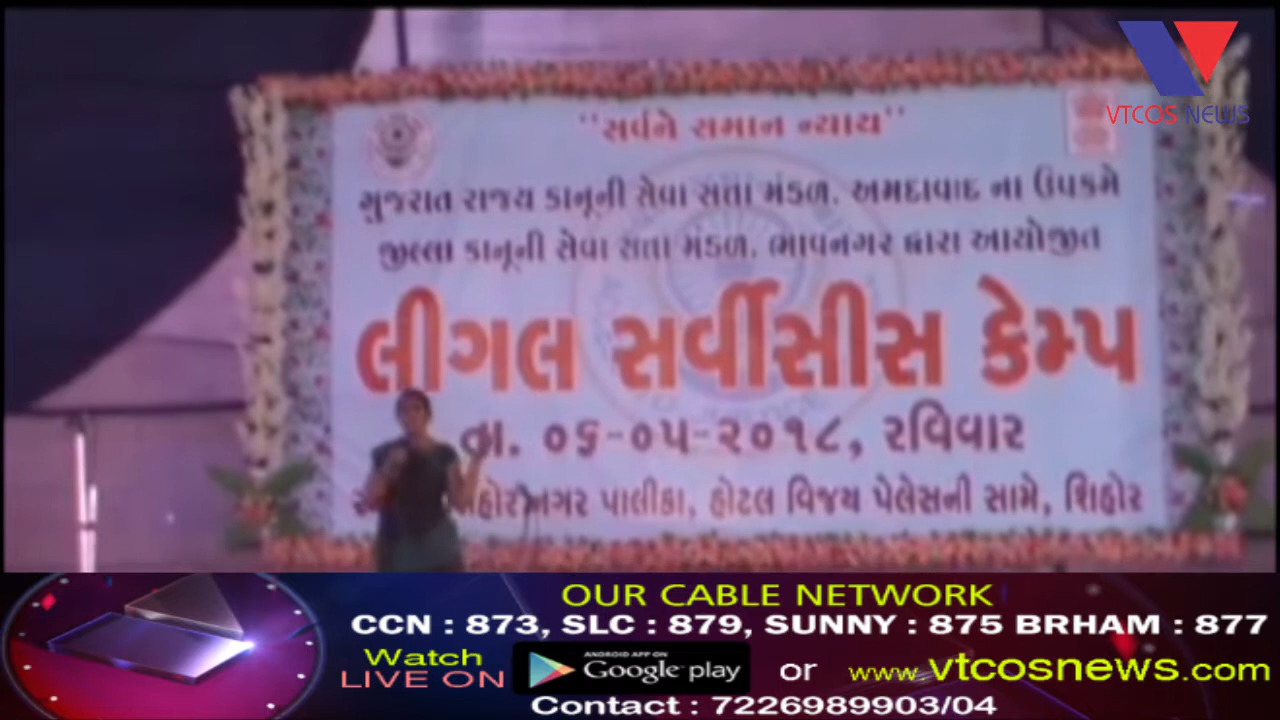 VTCOS NEWS
"સર્વને સમાન ન્યાય"
ગુજરાત રાજ્ય કાનૂની સેવા સતા મંડળ, અમદાવાદ ના ઉપક્રમે
જીલ્લા કાનૂની સેવા સતા મંડળ, ભાવનગર દ્વારા આયોજીત
લીગલ સર્વીસીસ કેમ્પ
તા. ૦૬-૦૫-૨૦૧૮, રવિવાર
નગર પાલીકા, હોટલ વિજય પેલેસની સામે, શિહોર
OUR CABLE NETWORK
CCN : 873, SLC : 879, SUNNY : 875 BRHAM : 877
Watch LIVE ON
ANDROID APP ON
Google play
or www.vtcosnews.com
Contact : 7226989903/04